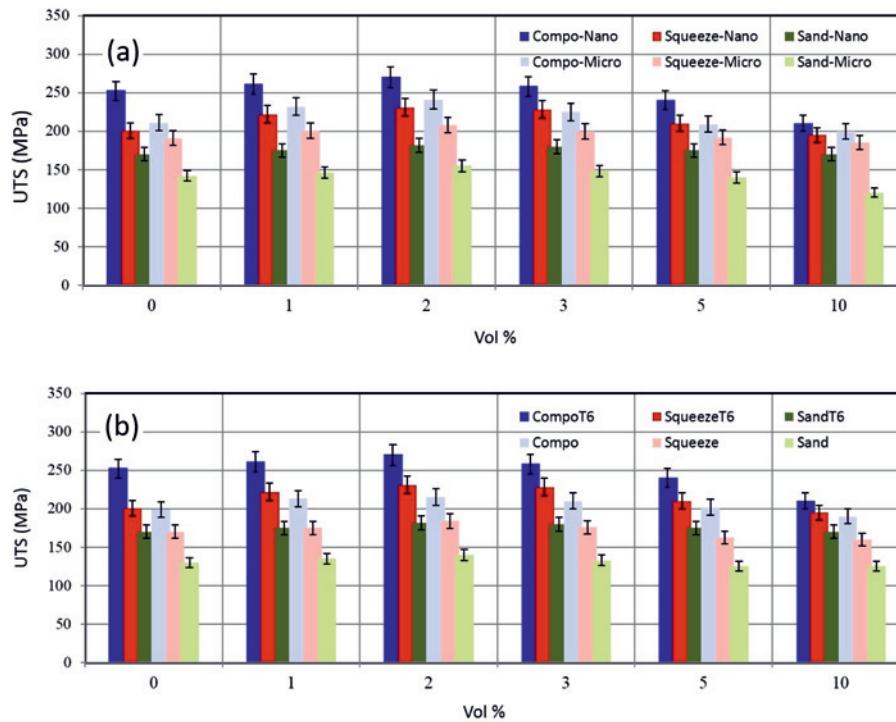 350
300
250
200
150
100
50
0
UTS (MPa)
(a)
Compo-Nano Squeeze-Nano Sand-Nano
Compo-Micro Squeeze-Micro Sand-Micro
0 1 2 3 5 10
Vol %
350
300
250
200
150
100
50
0
UTS (MPa)
(b)
CompoT6 SqueezeT6 SandT6
Compo Squeeze Sand
0 1 2 3 5 10
Vol %